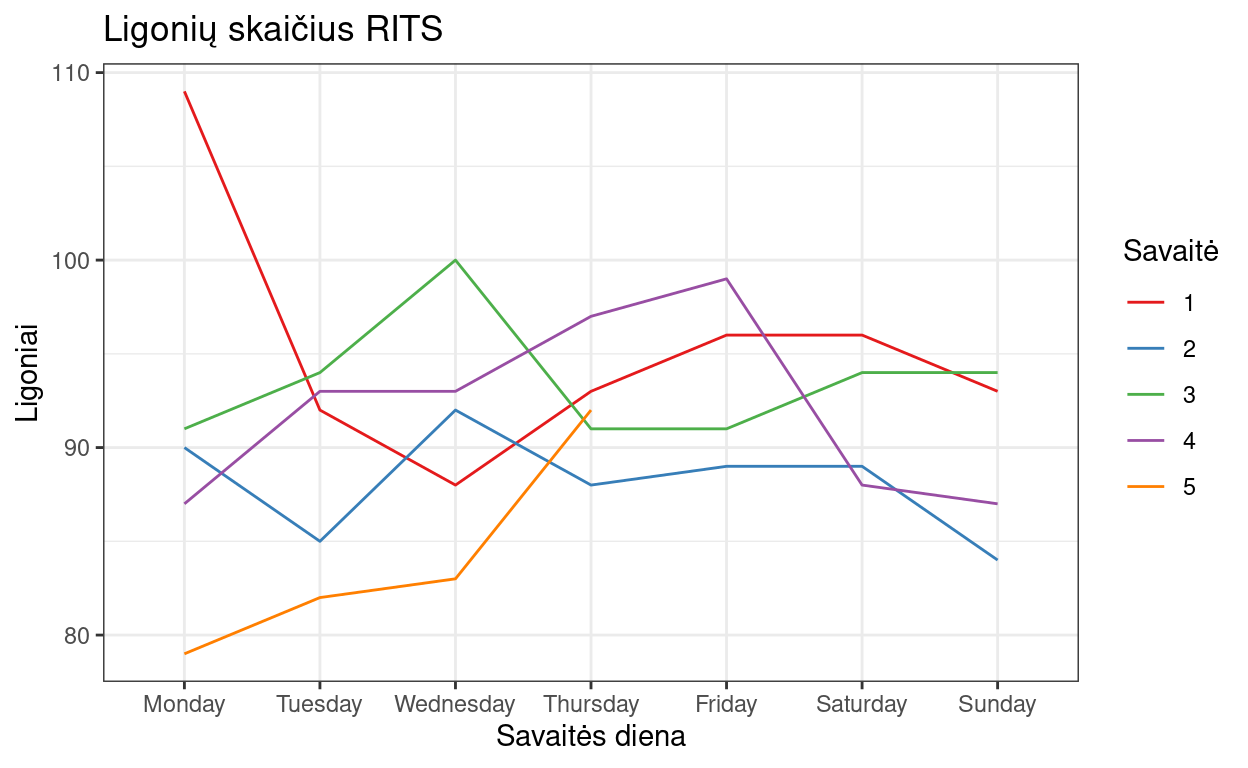 Ligonių skaičius RITS
110
100
90
80
Ligoniai
Monday Tuesday Wednesday Thursday Friday Saturday Sunday
Savaitės diena
Savaitė
1
2
3
4
5